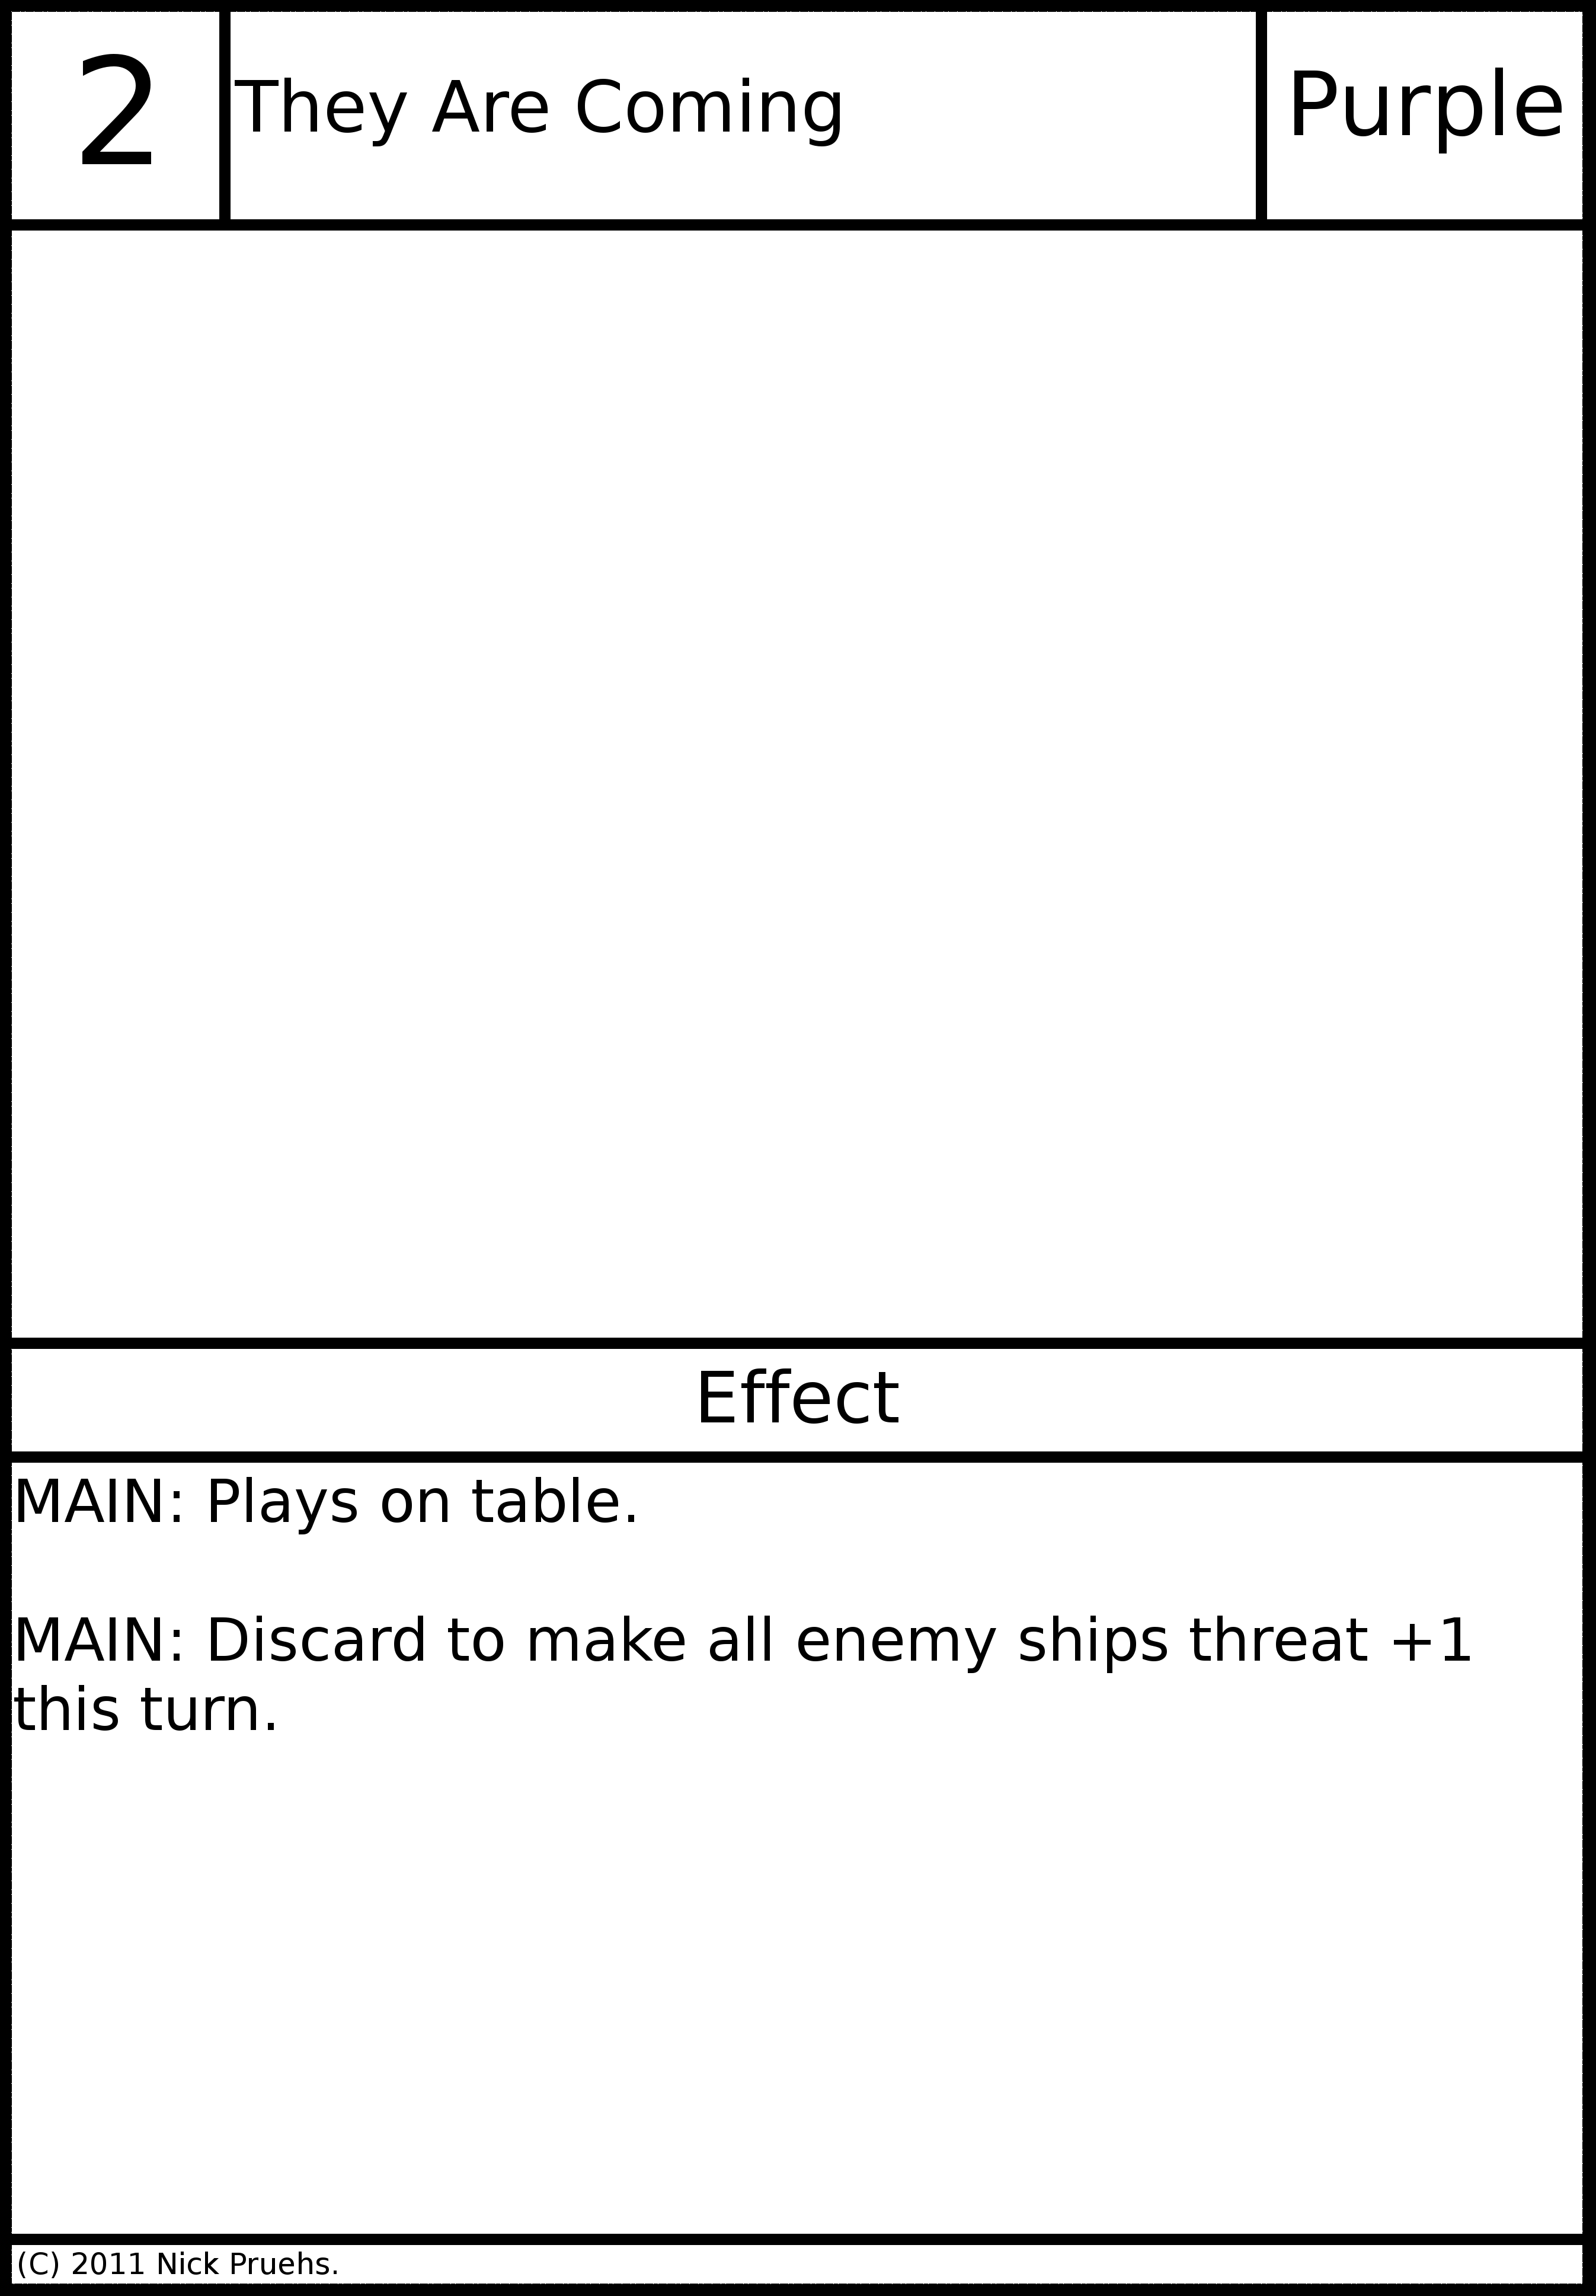 2
They Are Coming
Purple
Effect
MAIN: Plays on table.
MAIN: Discard to make all enemy ships threat +1
this turn.
(C) 2011 Nick Pruehs.